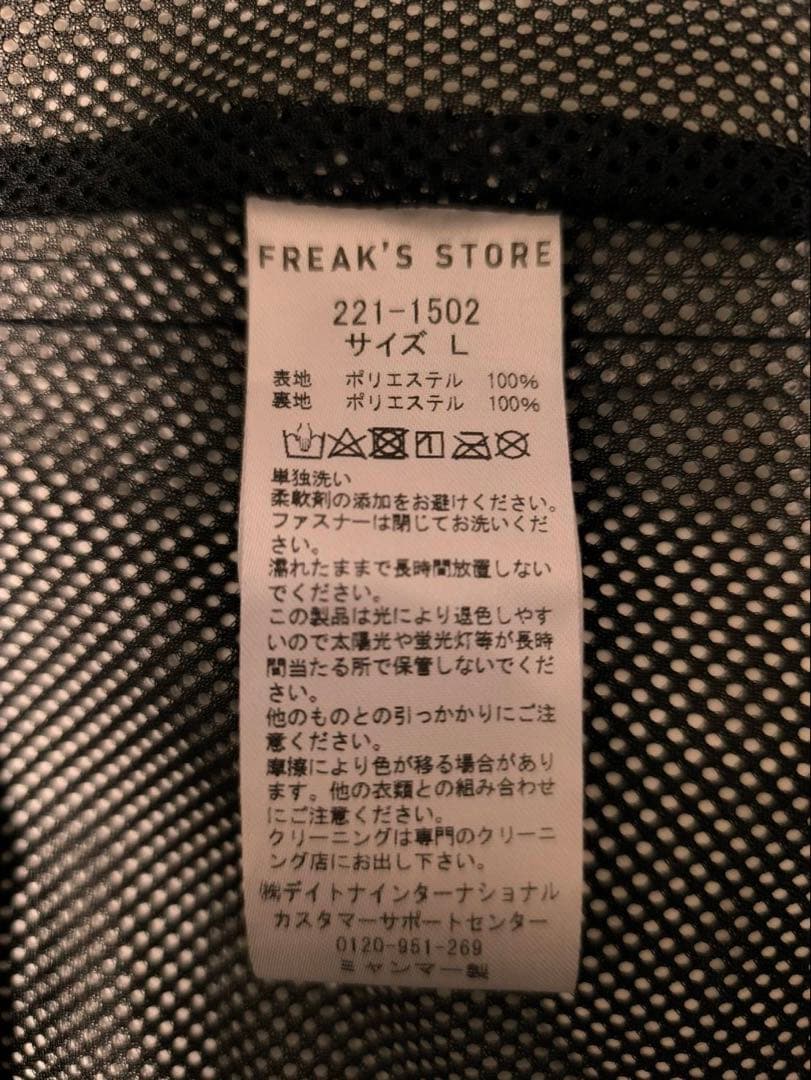 FREAK'S STORE
221-1502
サイズ L
表地 ポリエステル 100%
裏地 ポリエステル 100%
単独洗い
柔軟剤の添加をお避けください。
ファスナーは閉じてお洗いくだ
さい。
濡れたままで長時間放置しない
でください。
この製品は光により退色しやす
いので太陽光や蛍光灯等が長時
間当たる所で保管しないでくだ
さい。
他のものとの引っかかりにご注
意ください。
摩擦により色が移る場合があり
ます。他の衣類との組み合わせ
にご注意ください。
クリーニングは専門のクリーニ
ング店にお出し下さい。
㈱デイトナインターナショナル
カスタマーサポートセンター
0120-951-269
ミャンマー製